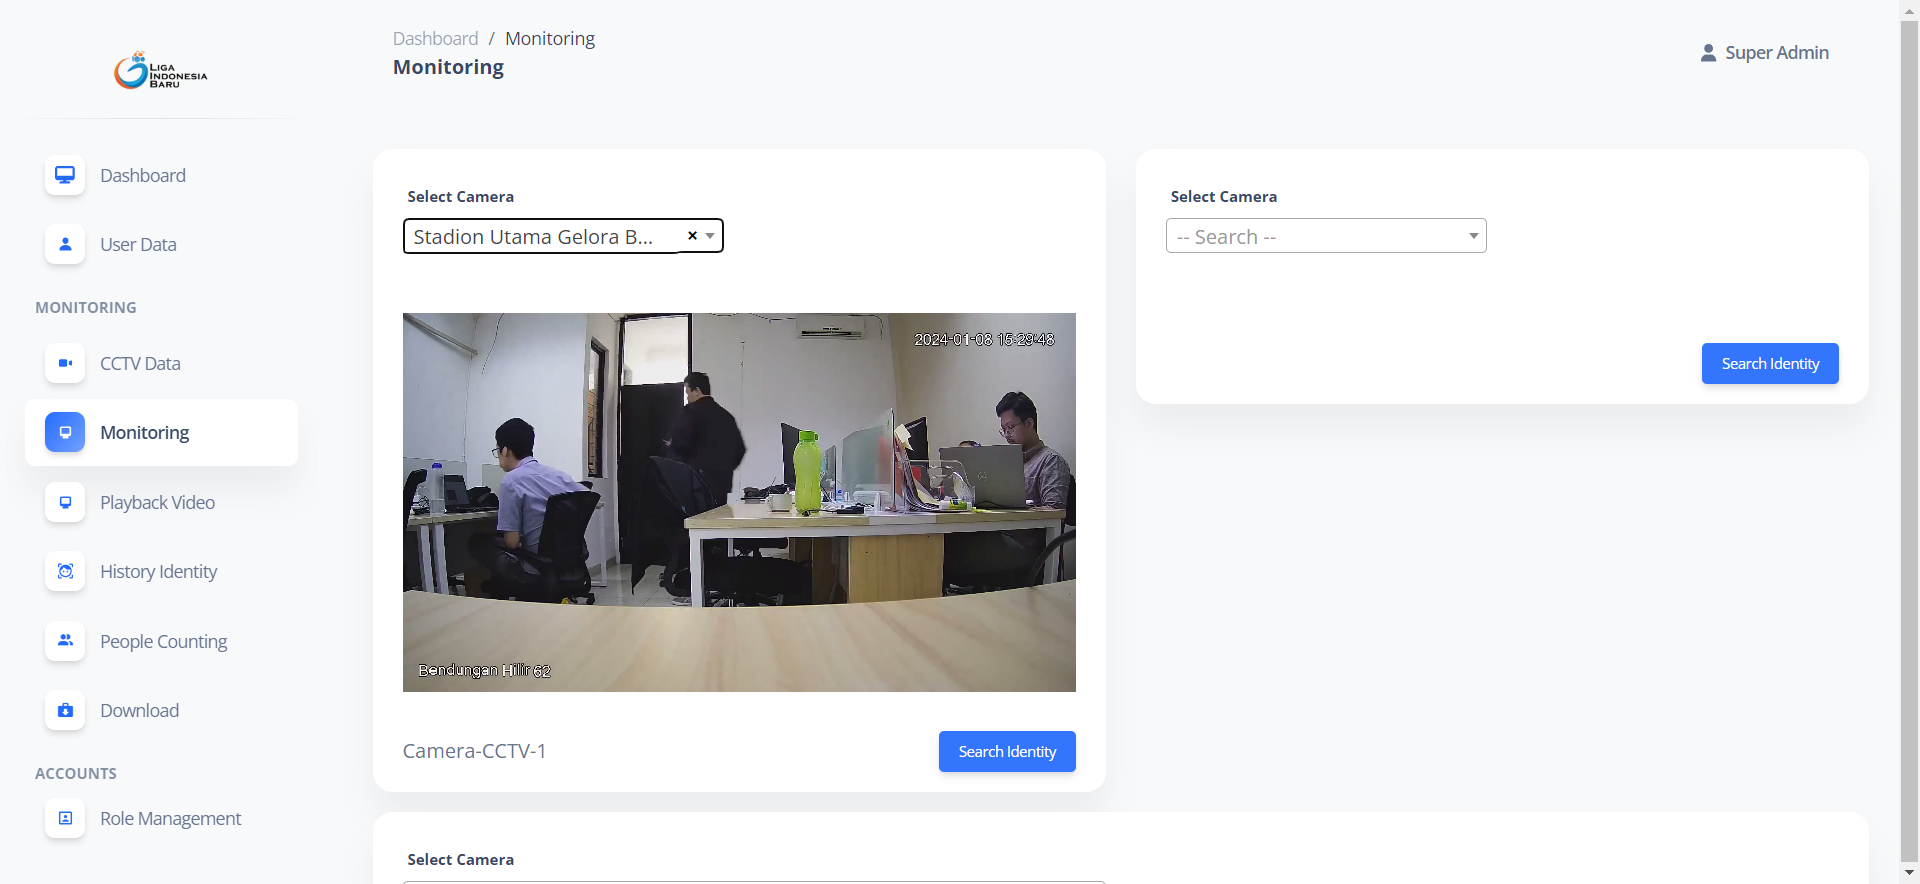 LIGA
INDONESIA
BARU
Dashboard / Monitoring
Monitoring
Super Admin
Dashboard
User Data
MONITORING
CCTV Data
Monitoring
Playback Video
History Identity
People Counting
Download
ACCOUNTS
Role Management
Select Camera
Stadion Utama Gelora B...
2024-01-08 15:29:48
Bendungan Hilir 62
Camera-CCTV-1
Search Identity
Select Camera
-- Search --
Search Identity
Select Camera